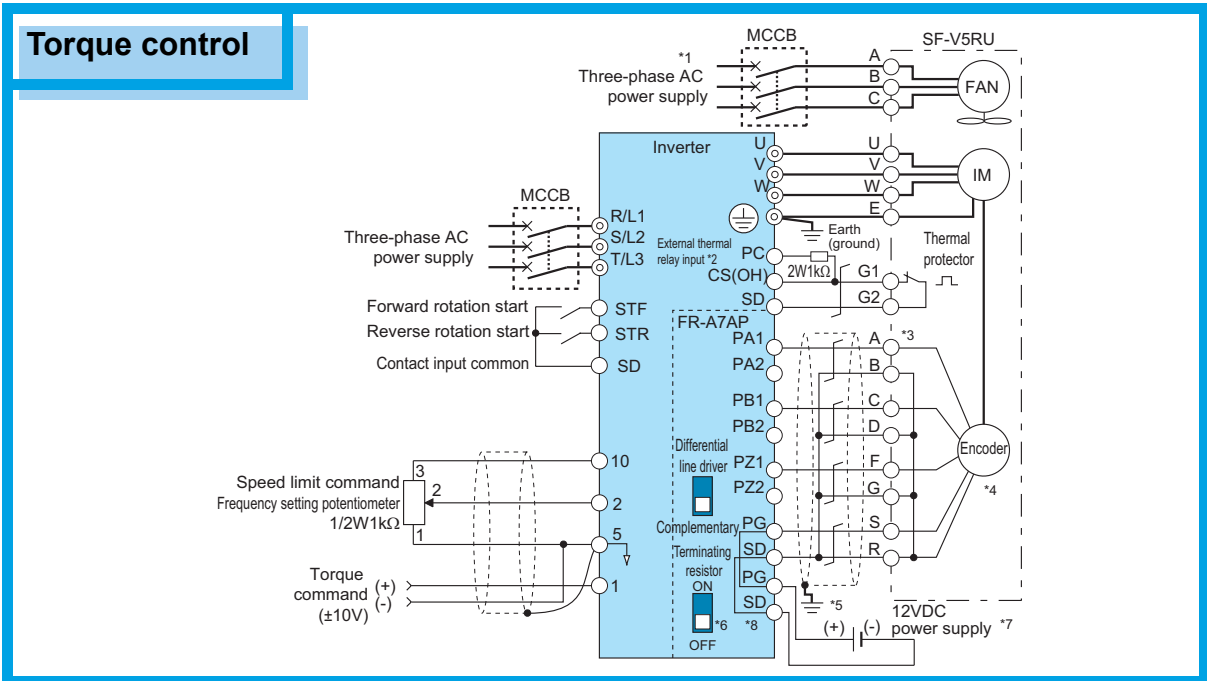 Torque control
MCCB
SF-V5RU
*1
Three-phase AC
power supply
A
B
C
FAN
Inverter
U
V
W
U
V
W
E
IM
MCCB
Three-phase AC
power supply
R/L1
S/L2
T/L3
Earth
(ground)
External thermal
relay input *2
PC
CS(OH)
SD
2W1kΩ
G1
G2
Thermal
protector
Forward rotation start
Reverse rotation start
Contact input common
STF
STR
SD
FR-A7AP
PA1
PA2
PB1
PB2
PZ1
PZ2
PG
SD
PG
SD
A
B
C
D
F
G
S
R
*3
Encoder
*4
Differential
line driver
Complementary
Terminating
resistor
ON
OFF
*6
*8
*5
Speed limit command
Frequency setting potentiometer
1/2W1kΩ
3
2
1
10
2
5
1
Torque
command
(±10V)
(+)
(-)
12VDC
power supply *7
(+)
(-)